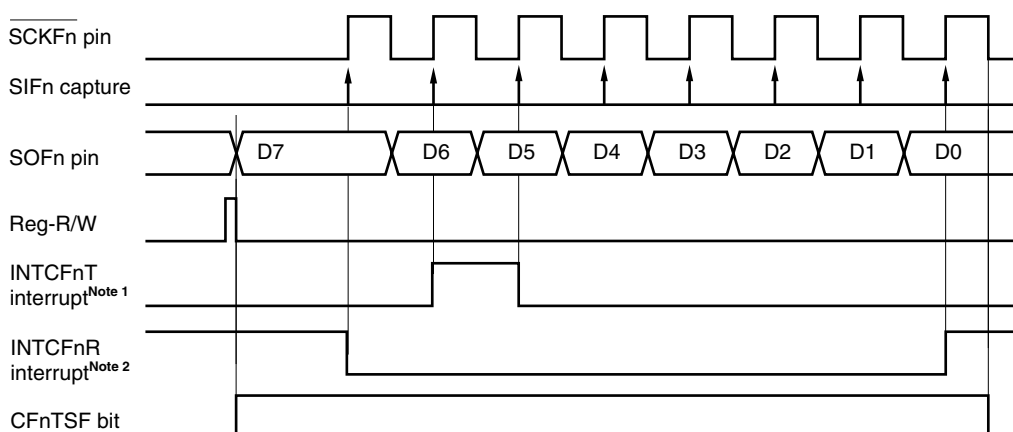 SCKFn pin
SIFn capture
SOFn pin
D7 D6 D5 D4 D3 D2 D1 D0
Reg-R/W
INTCFnT
interruptNote 1
INTCFnR
interruptNote 2
CFnTSF bit